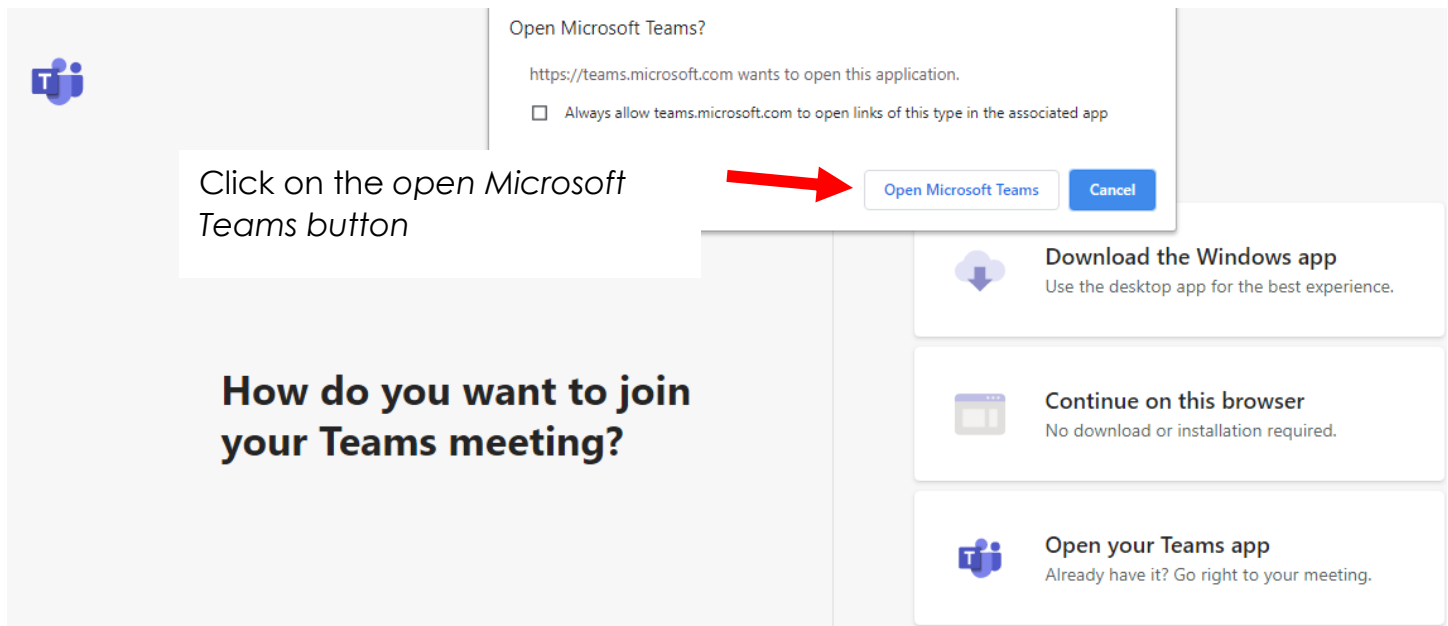 Open Microsoft Teams?
https://teams.microsoft.com wants to open this application.
Always allow teams.microsoft.com to open links of this type in the associated app
Click on the open Microsoft
Teams button
Open Microsoft Teams
Cancel
How do you want to join
your Teams meeting?
Download the Windows app
Use the desktop app for the best experience.
Continue on this browser
No download or installation required.
Open your Teams app
Already have it? Go right to your meeting.